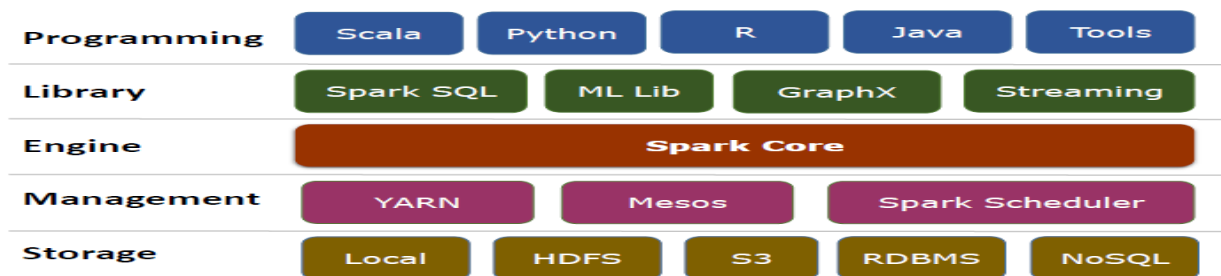 Programming Scala Python R Java Tools
Library Spark SQL ML Lib GraphX Streaming
Engine Spark Core
Management YARN Mesos Spark Scheduler
Storage Local HDFS S3 RDBMS NoSQL